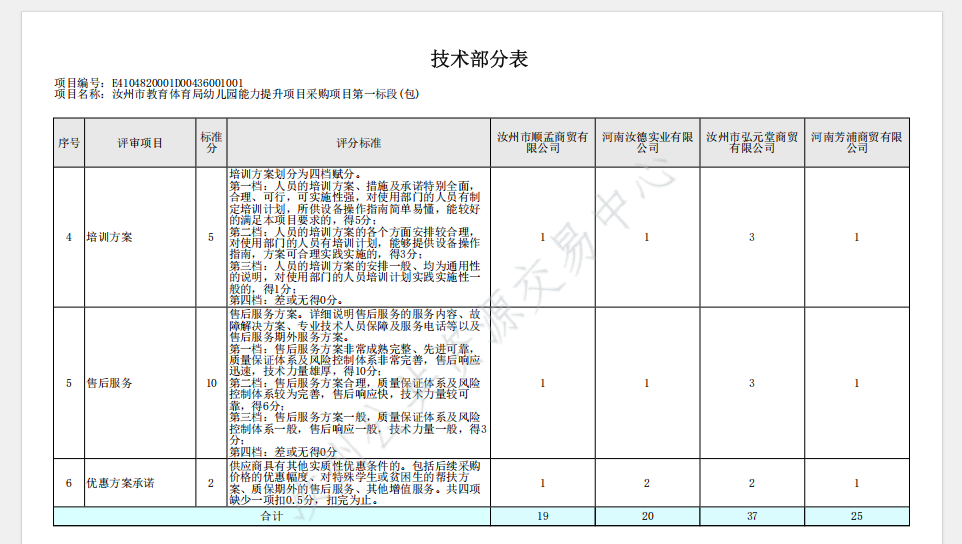 技术部分表
项目编号：E4104820001D00436001001
项目名称：汝州市教育体育局幼儿园能力提升项目采购项目第一标段(包)
序号 评审项目 标准分 评分标准 汝州市顺孟商贸有限公司 河南汝德实业有限公司 汝州市弘元堂商贸有限公司 河南芳浦商贸有限公司
培训方案划分为四档赋分。
第一档：人员的培训方案、措施及承诺特别全面，
合理、可行，可实施性强，对使用部门的人员有制
定培训计划，所供设备操作指南简单易懂，能较好
的满足本项目要求的，得5分；
第二档：人员的培训方案的各个方面安排较合理，
对使用部门的人员有培训计划，能够提供设备操作
指南，方案可合理实践实施的，得3分；
第三档：人员的培训方案的安排一般、均为通用性
的说明，对使用部门的人员培训计划实践实施性一
般的，得1分；
第四档：差或无得0分。
4 培训方案 5 1 1 3 1
售后服务方案。详细说明售后服务的服务内容、故
障解决方案、专业技术人员保障及服务电话等以及
售后服务期外服务方案。
第一档：售后服务方案非常成熟完整、先进可靠，
质量保证体系及风险控制体系非常完善，售后响应
迅速，技术力量雄厚，得10分；
第二档：售后服务方案合理，质量保证体系及风险
控制体系较为完善，售后响应快，技术力量较可
靠，得6分；
第三档：售后服务方案一般，质量保证体系及风险
控制体系一般，售后响应一般，技术力量一般，得3
分；
第四档：差或无得0分
5 售后服务 10 1 1 3 1
供应商具有其他实质性优惠条件的。包括后续采购
价格的优惠幅度、对特殊学生或贫困生的帮扶方
案、质保期外的售后服务、其他增值服务。共四项
缺少一项扣0.5分，扣完为止。
6 优惠方案承诺 2 1 2 2 1
合计 19 20 37 25
汝州公共资源交易中心